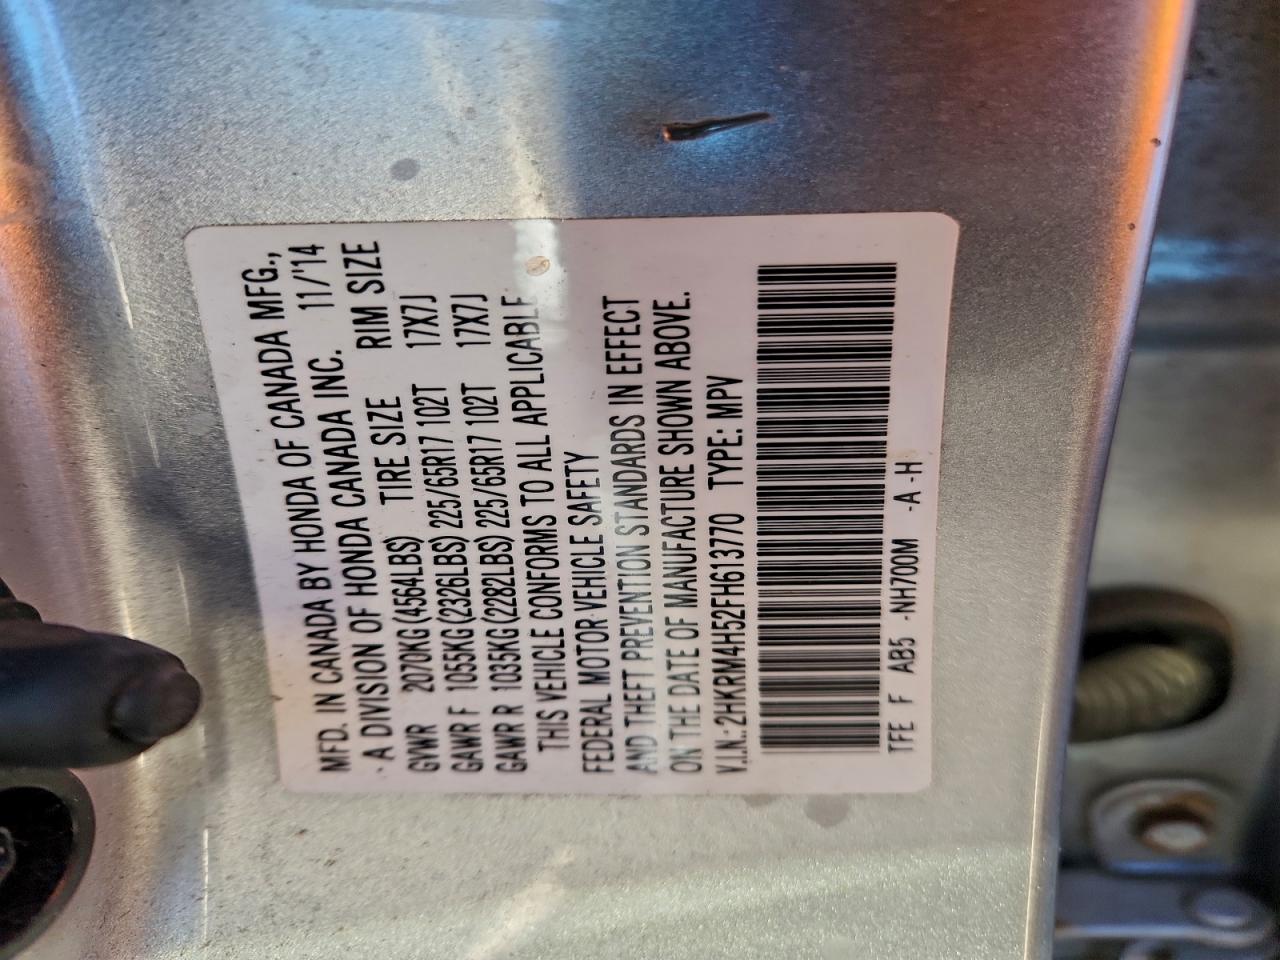 MFD. IN CANADA BY HONDA OF CANADA MFG.,
A DIVISION OF HONDA CANADA INC. 11/'14
GVWR 2070KG(4564LBS) TIRE SIZE RIM SIZE
GAWR F 1055KG(2326LBS) 225/65R17 102T 17X7J
GAWR R 1035KG(2282LBS) 225/65R17 102T 17X7J
THIS VEHICLE CONFORMS TO ALL APPLICABLE
FEDERAL MOTOR VEHICLE SAFETY
AND THEFT PREVENTION STANDARDS IN EFFECT
ON THE DATE OF MANUFACTURE SHOWN ABOVE.
V.I.N.: 2HKRM4H52FH613770 TYPE: MPV
TFE F AB5 -NH700M -A -H